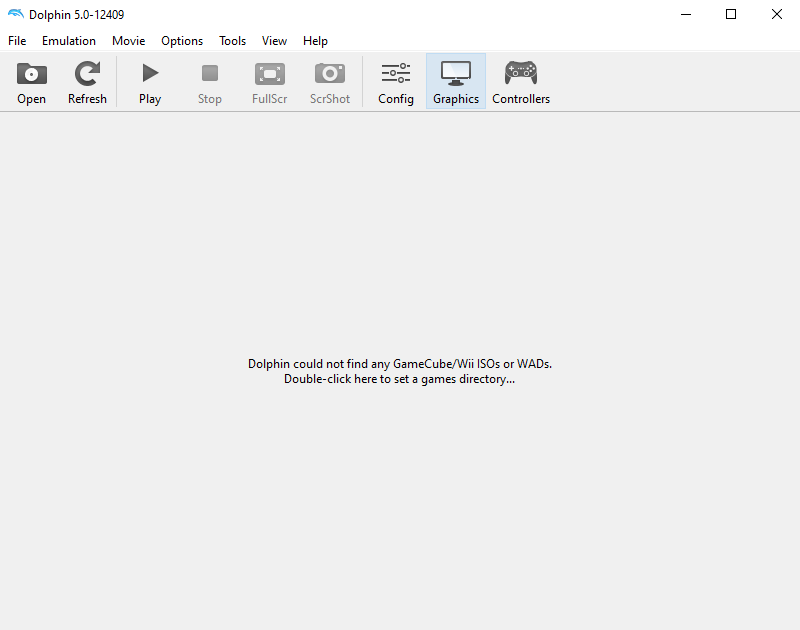 Dolphin 5.0-12409
File Emulation Movie Options Tools View Help
Open Refresh Play Stop FullScr ScrShot Config Graphics Controllers
Dolphin could not find any GameCube/Wii ISOs or WADs.
Double-click here to set a games directory...